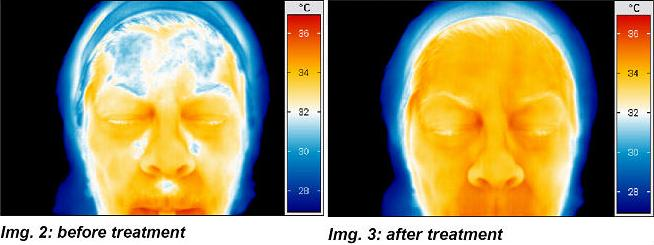 °C
36
34
32
30
28
°C
36
34
32
30
28
Img. 2: before treatment
Img. 3: after treatment